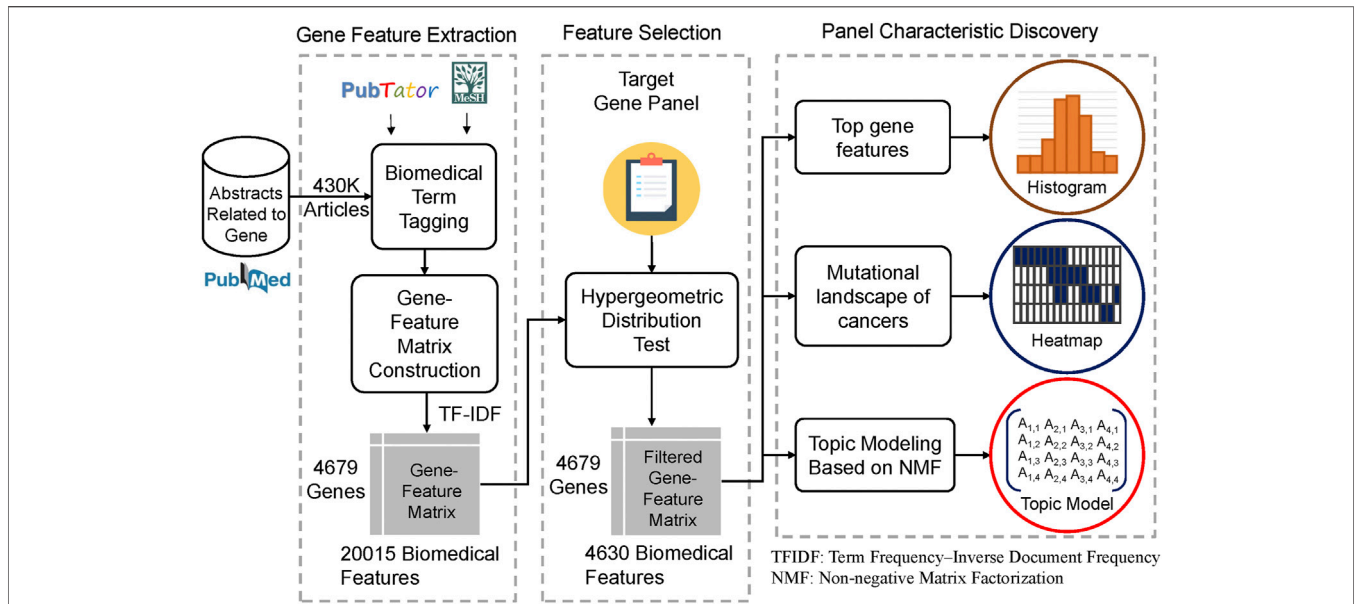 Gene Feature Extraction
PubTator
MeSH
Abstracts
Related to
Gene
PubMed
430K
Articles
Biomedical
Term
Tagging
Gene-
Feature
Matrix
Construction
TF-IDF
4679
Genes
Gene-
Feature
Matrix
20015 Biomedical
Features
Feature Selection
Target
Gene Panel
Hypergeometric
Distribution
Test
4679
Genes
Filtered
Gene-
Feature
Matrix
4630 Biomedical
Features
Panel Characteristic Discovery
Top gene
features
Histogram
Mutational
landscape of
cancers
Heatmap
Topic Modeling
Based on NMF
A1,1 A2,1 A3,1 A4,1
A1,2 A2,2 A3,2 A4,2
A1,3 A2,3 A3,3 A4,3
A1,4 A2,4 A3,4 A4,4
Topic Model
TFIDF: Term Frequency–Inverse Document Frequency
NMF: Non-negative Matrix Factorization